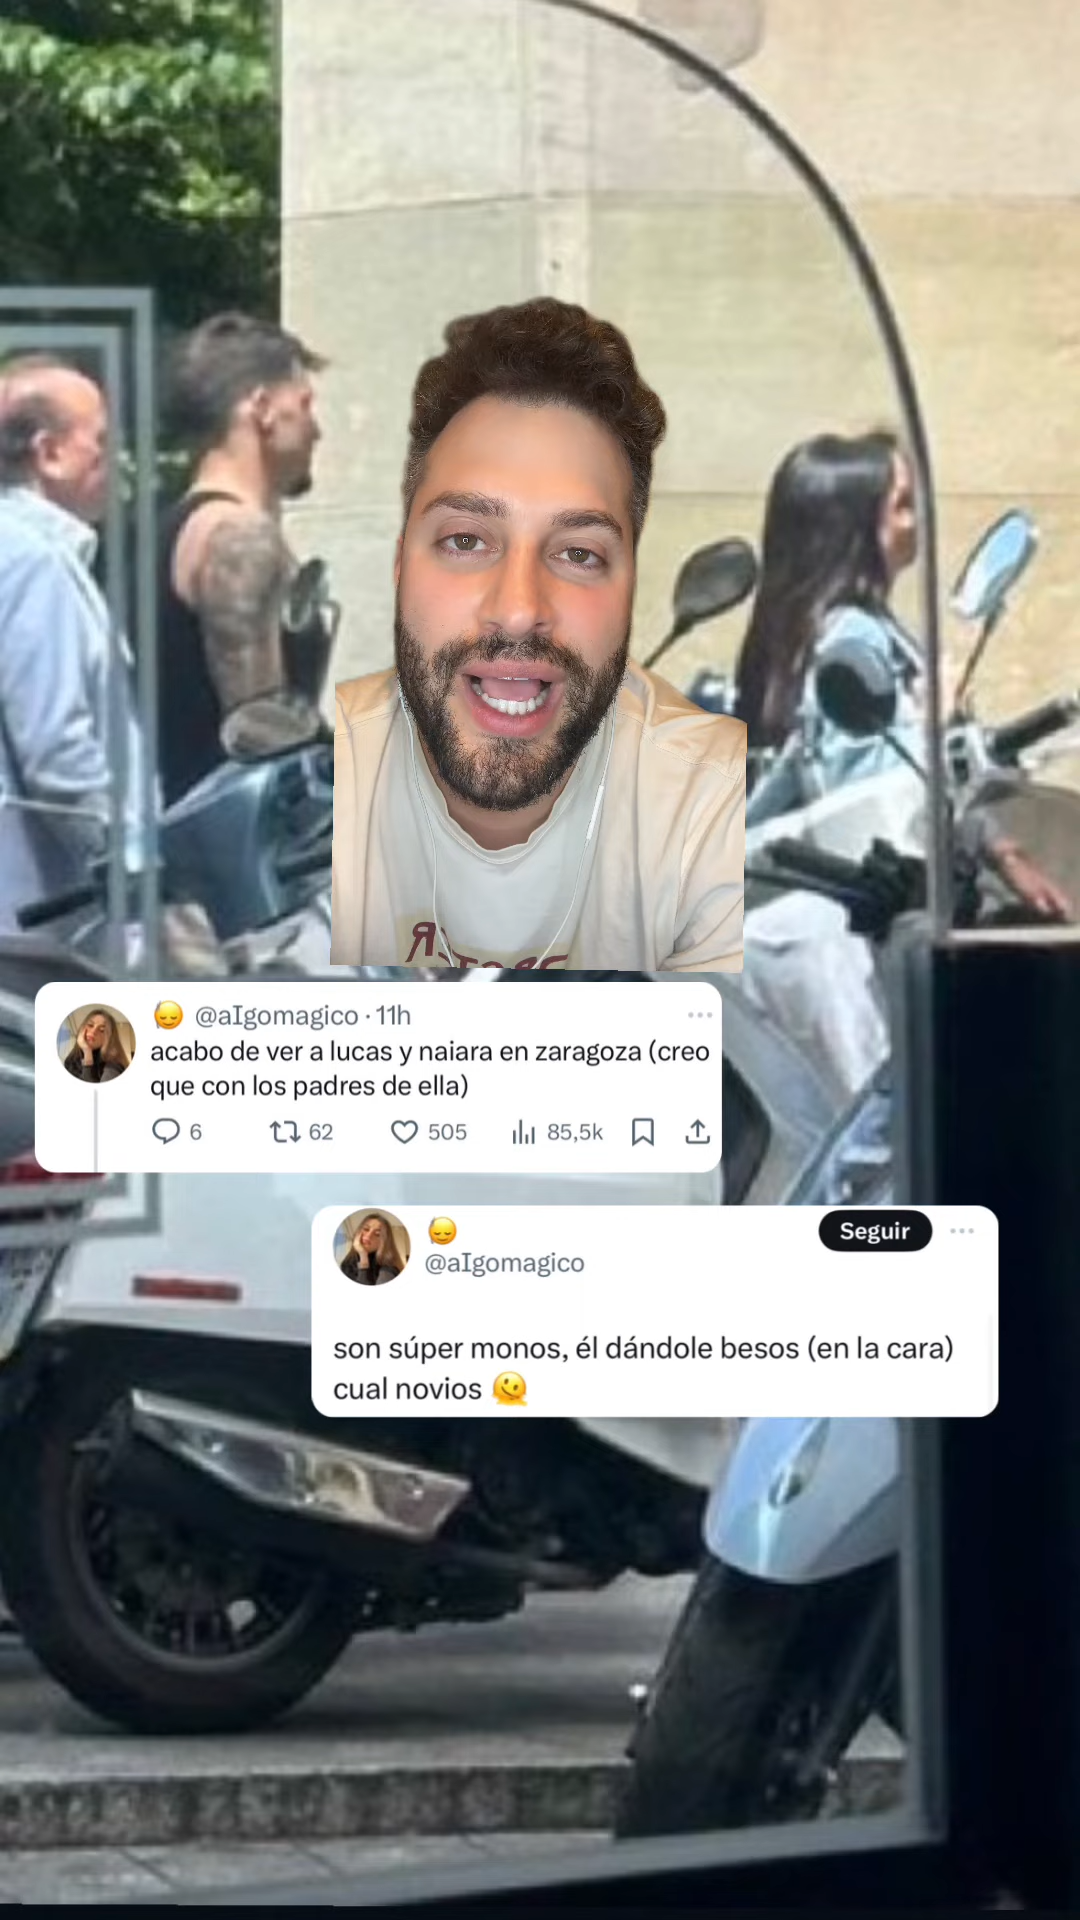 @aIgomagico · 11h
acabo de ver a lucas y naiara en zaragoza (creo
que con los padres de ella)
6 62 505 85,5k
Seguir
@aIgomagico
son súper monos, él dándole besos (en la cara)
cual novios